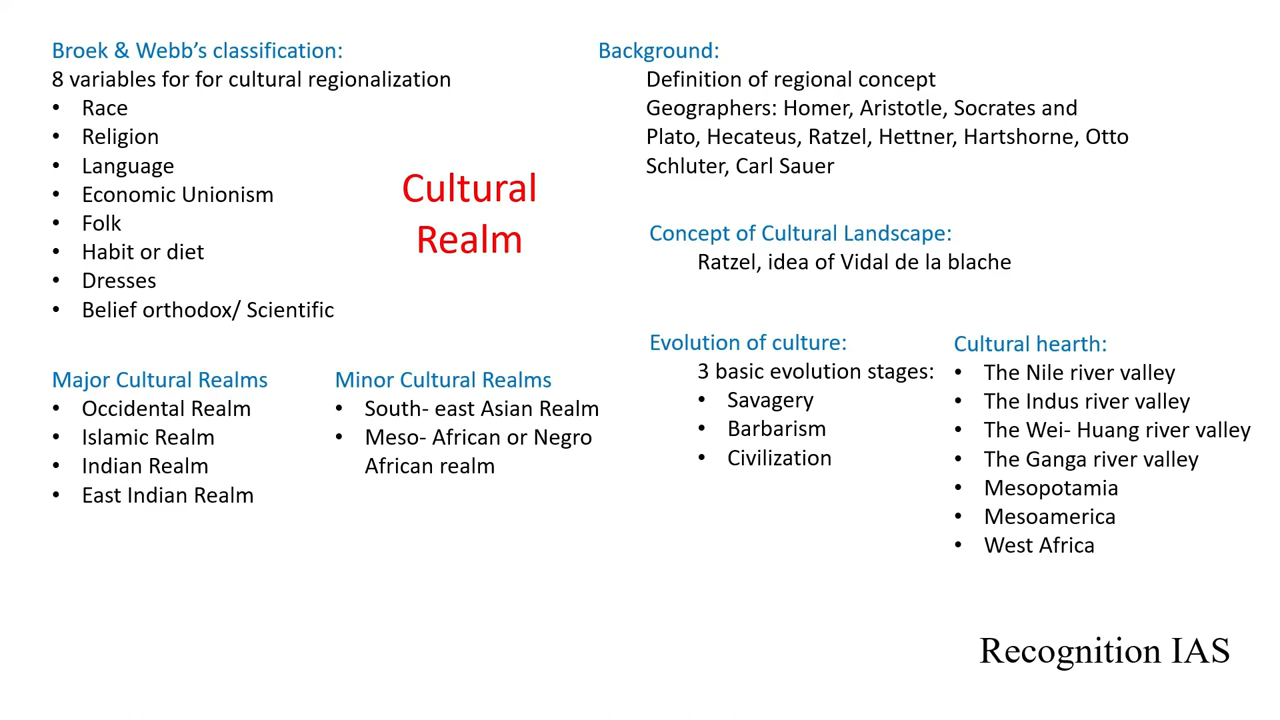 Broek & Webb’s classification:
8 variables for for cultural regionalization
• Race
• Religion
• Language
• Economic Unionism
• Folk
• Habit or diet
• Dresses
• Belief orthodox/ Scientific
Cultural
Realm
Major Cultural Realms
• Occidental Realm
• Islamic Realm
• Indian Realm
• East Indian Realm
Minor Cultural Realms
• South- east Asian Realm
• Meso- African or Negro
African realm
Background:
Definition of regional concept
Geographers: Homer, Aristotle, Socrates and
Plato, Hecateus, Ratzel, Hettner, Hartshorne, Otto
Schluter, Carl Sauer
Concept of Cultural Landscape:
Ratzel, idea of Vidal de la blache
Evolution of culture:
3 basic evolution stages:
• Savagery
• Barbarism
• Civilization
Cultural hearth:
• The Nile river valley
• The Indus river valley
• The Wei- Huang river valley
• The Ganga river valley
• Mesopotamia
• Mesoamerica
• West Africa
Recognition IAS